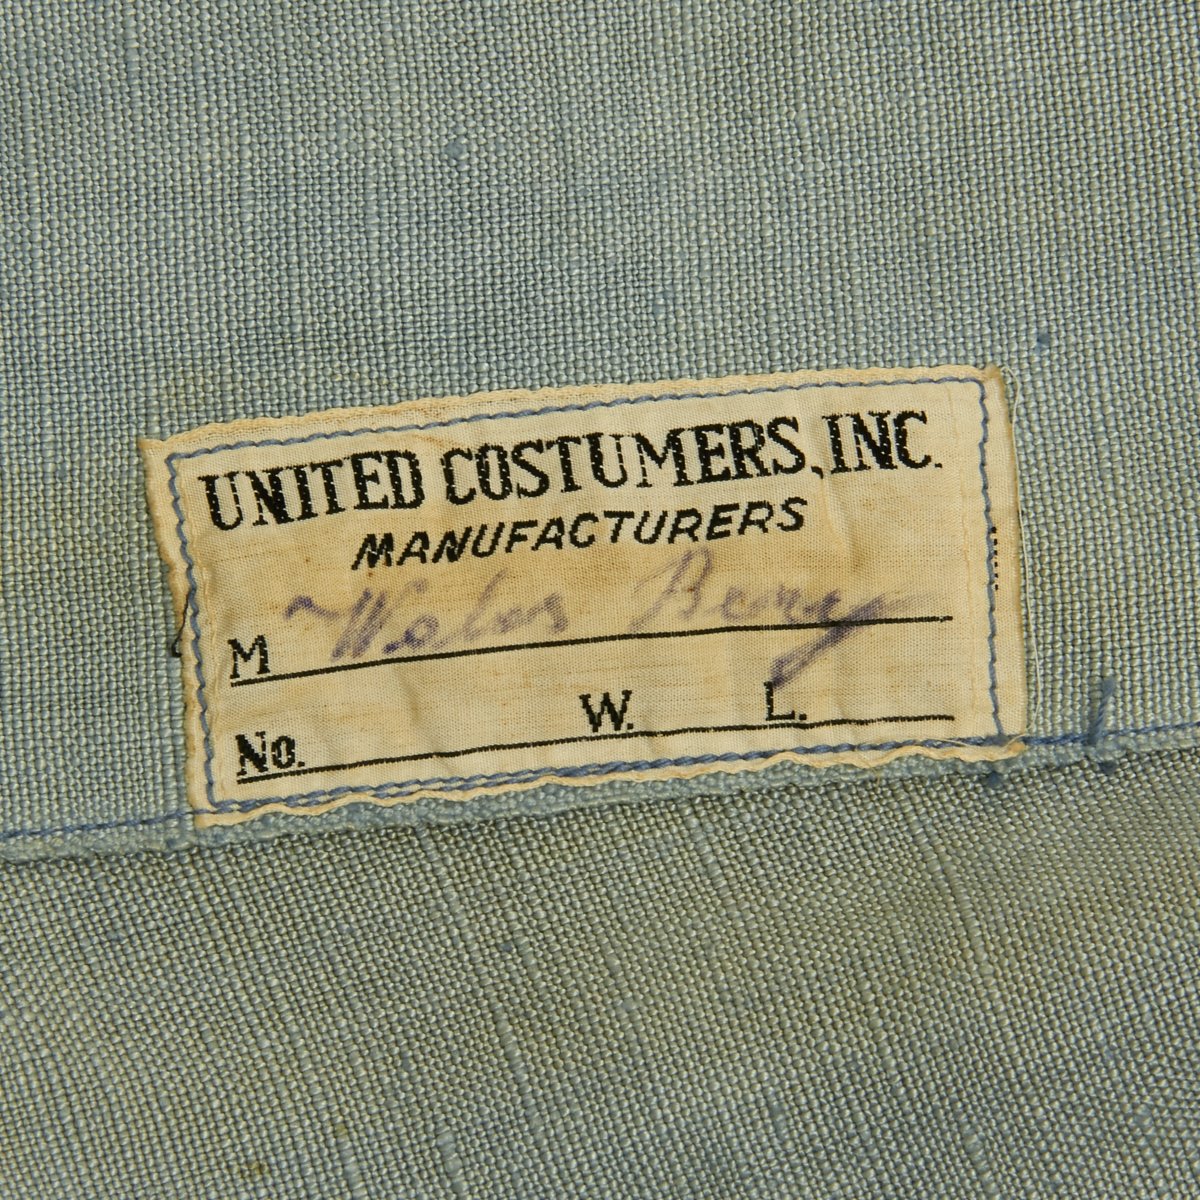 UNITED COSTUMERS, INC.
MANUFACTURERS
M
No. W. L.